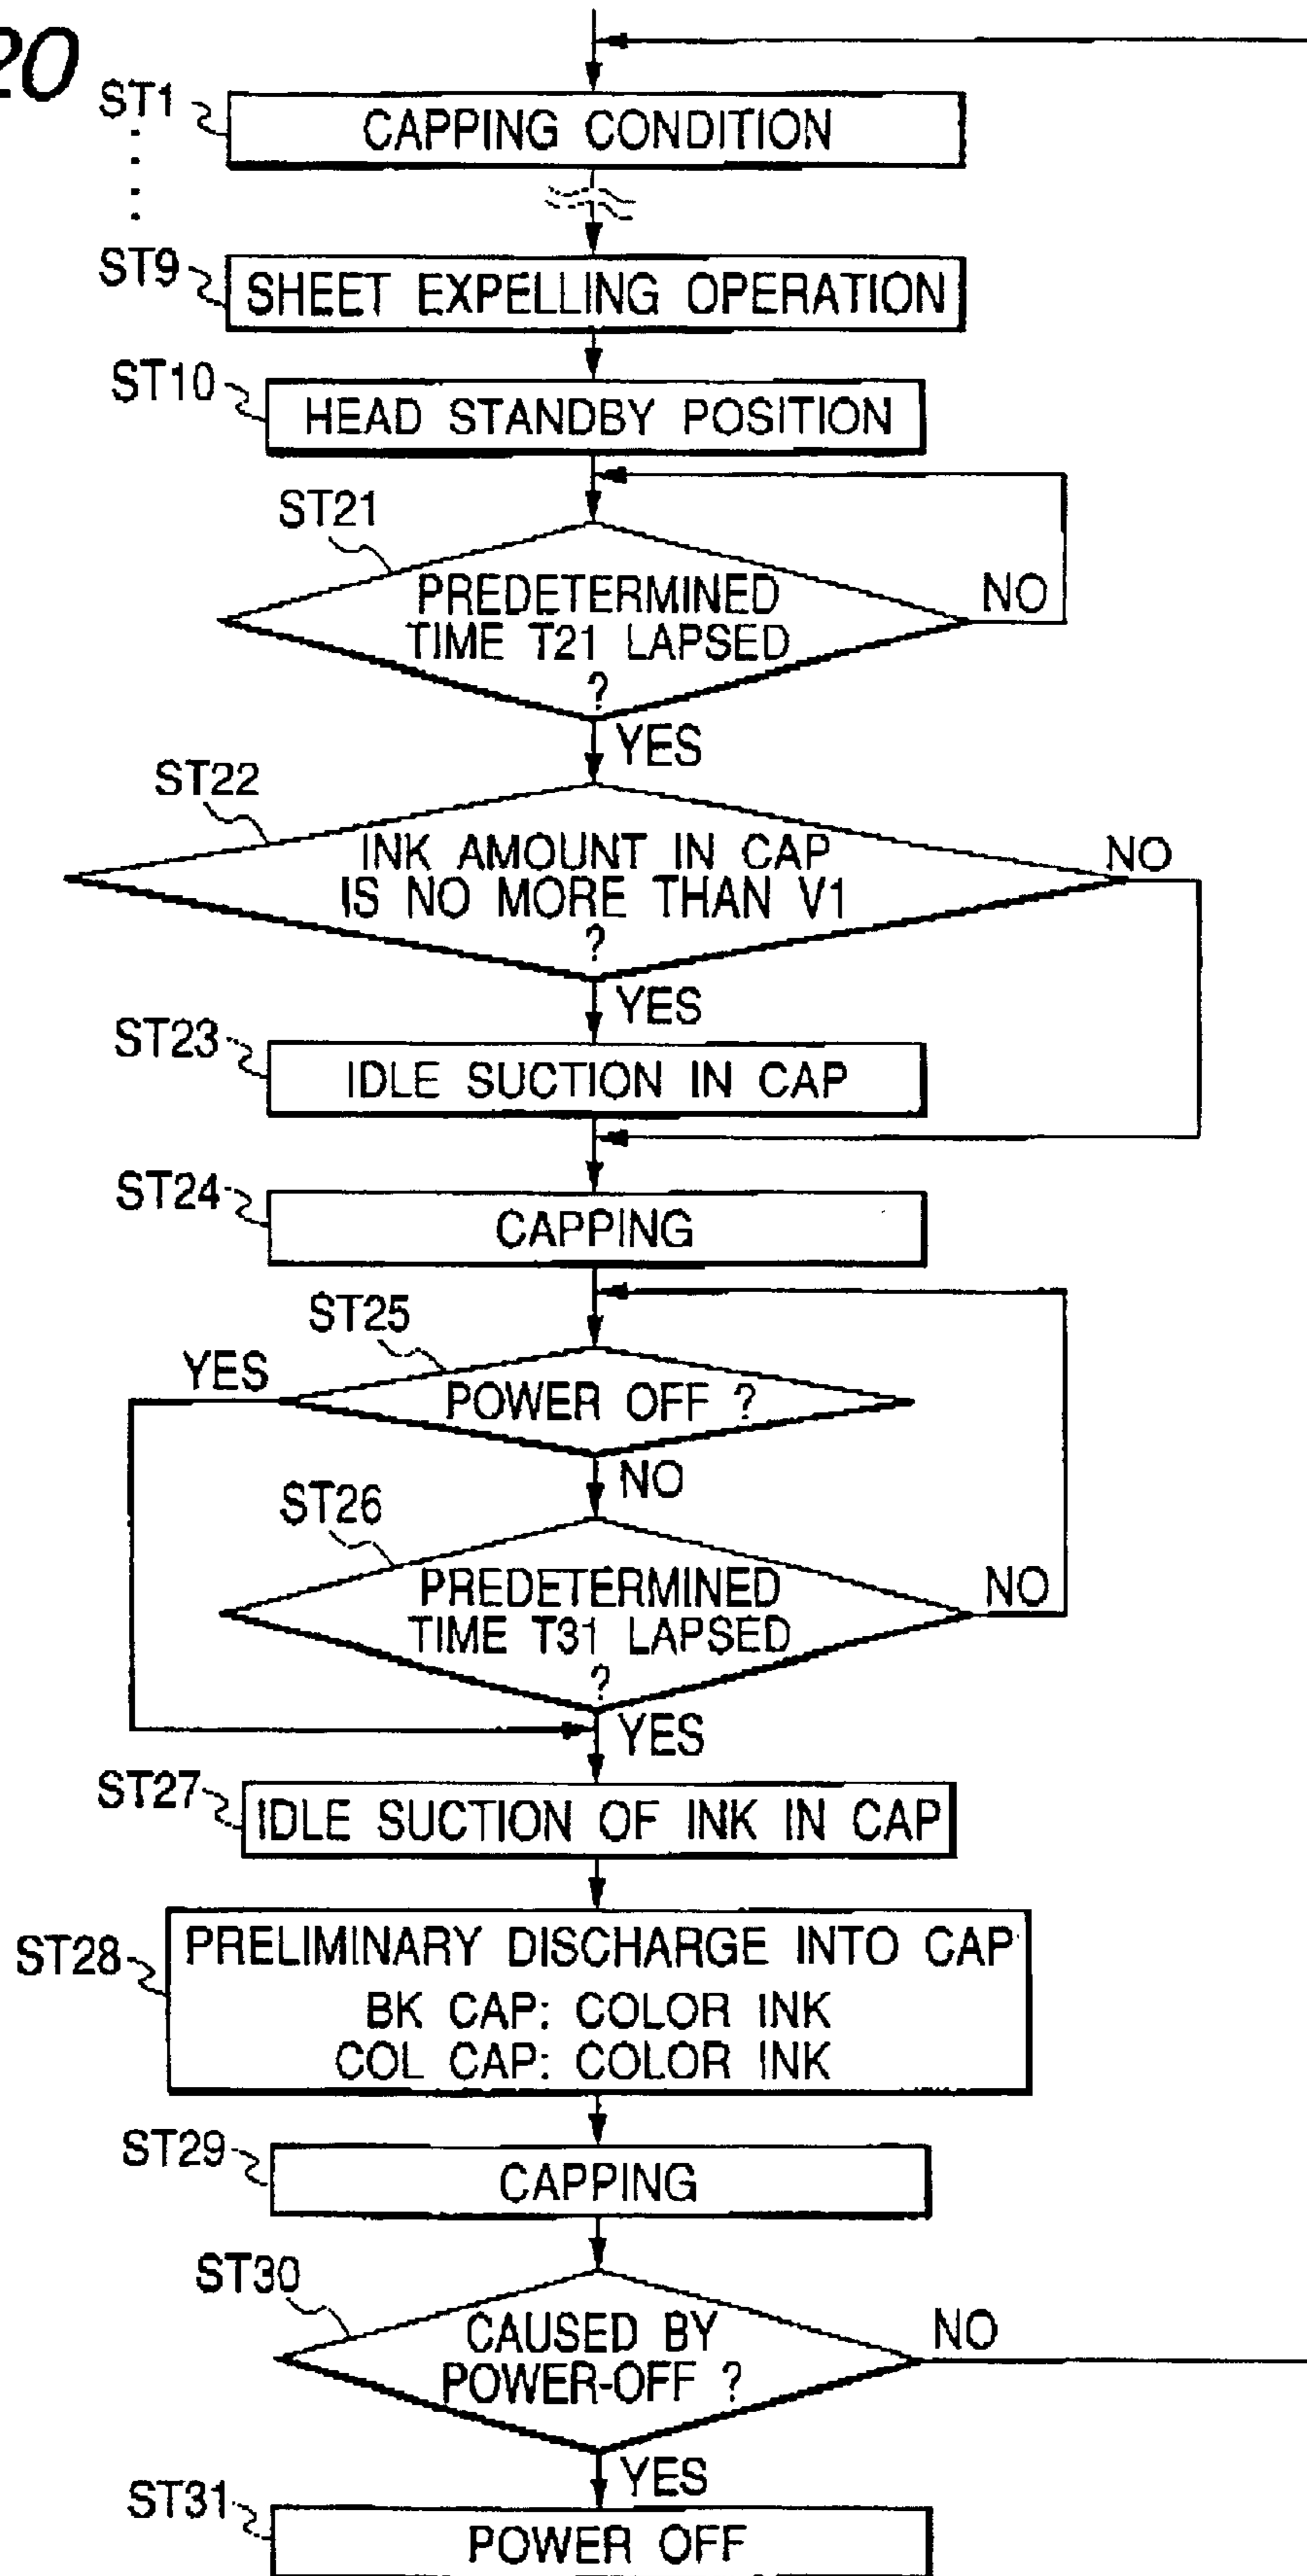 20
ST1
CAPPING CONDITION
ST9
SHEET EXPELLING OPERATION
ST10
HEAD STANDBY POSITION
ST21
PREDETERMINED
TIME T21 LAPSED
?
NO
YES
ST22
INK AMOUNT IN CAP
IS NO MORE THAN V1
?
NO
YES
ST23
IDLE SUCTION IN CAP
ST24
CAPPING
ST25
YES
POWER OFF ?
NO
ST26
PREDETERMINED
TIME T31 LAPSED
?
NO
YES
ST27
IDLE SUCTION OF INK IN CAP
ST28
PRELIMINARY DISCHARGE INTO CAP
BK CAP: COLOR INK
COL CAP: COLOR INK
ST29
CAPPING
ST30
CAUSED BY
POWER-OFF ?
NO
YES
ST31
POWER OFF